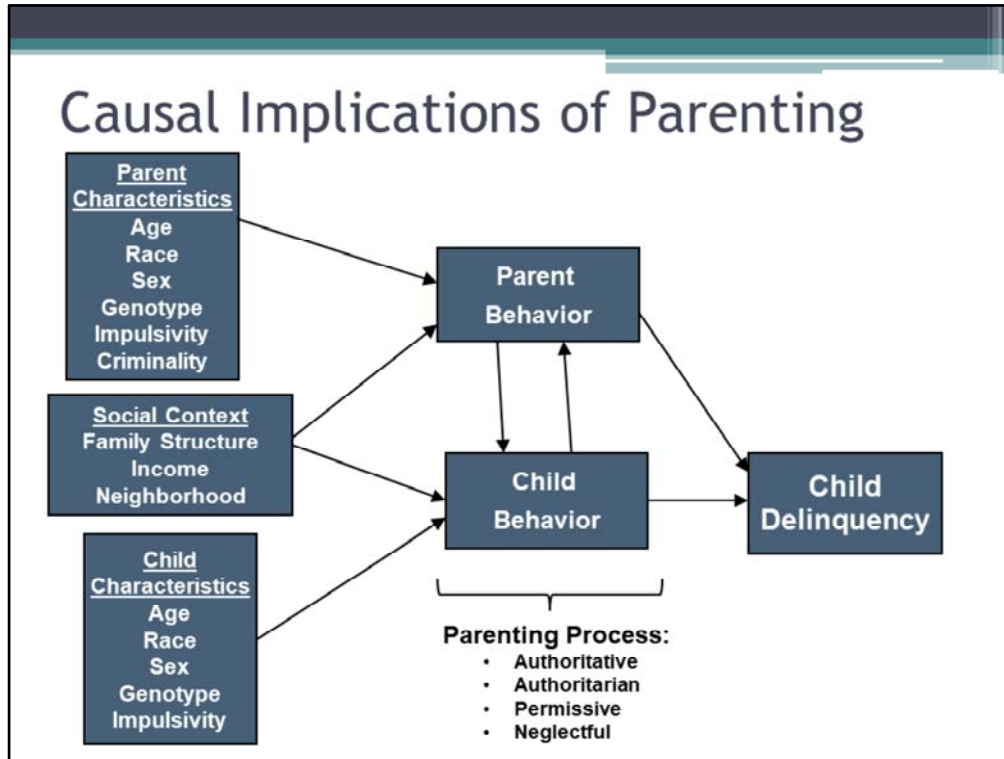 Causal Implications of Parenting
Parent
Characteristics
Age
Race
Sex
Genotype
Impulsivity
Criminality
Social Context
Family Structure
Income
Neighborhood
Child
Characteristics
Age
Race
Sex
Genotype
Impulsivity
Parent
Behavior
Child
Behavior
Child
Delinquency
Parenting Process:
• Authoritative
• Authoritarian
• Permissive
• Neglectful